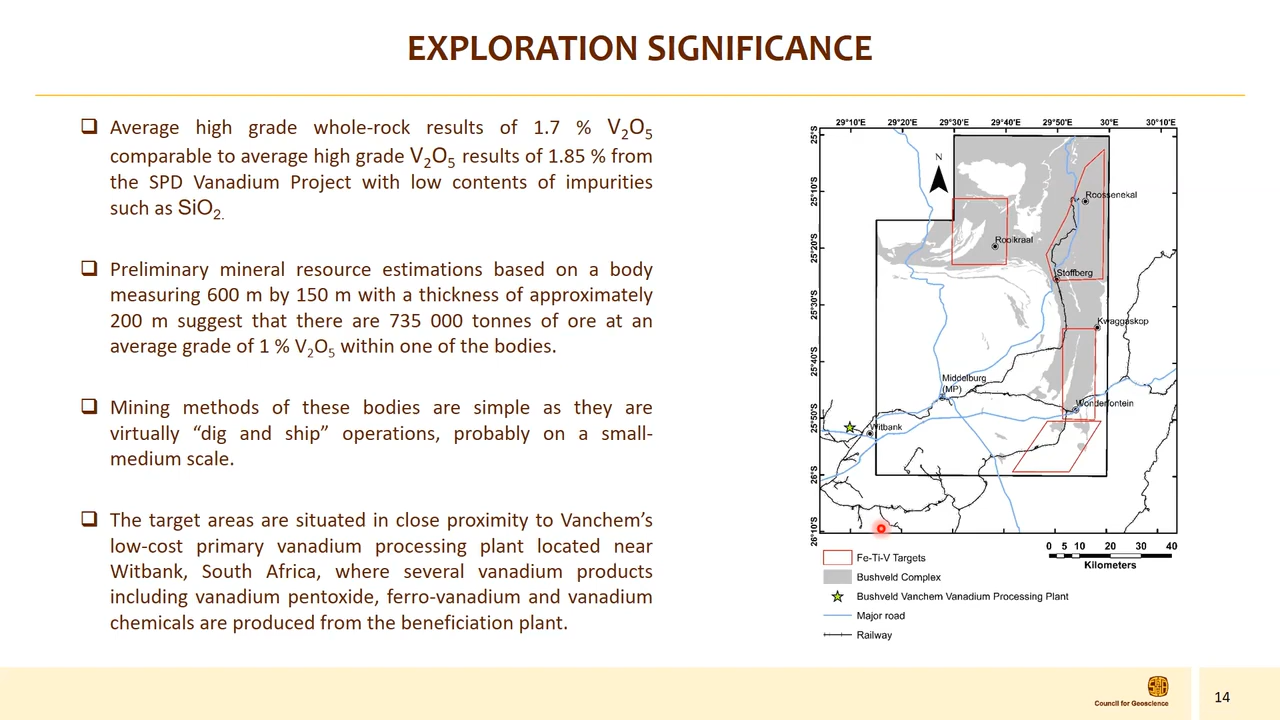 EXPLORATION SIGNIFICANCE
❑ Average high grade whole-rock results of 1.7 % V₂O₅
comparable to average high grade V₂O₅ results of 1.85 % from
the SPD Vanadium Project with low contents of impurities
such as SiO₂.
❑ Preliminary mineral resource estimations based on a body
measuring 600 m by 150 m with a thickness of approximately
200 m suggest that there are 735 000 tonnes of ore at an
average grade of 1 % V₂O₅ within one of the bodies.
❑ Mining methods of these bodies are simple as they are
virtually “dig and ship” operations, probably on a small-
medium scale.
❑ The target areas are situated in close proximity to Vanchem’s
low-cost primary vanadium processing plant located near
Witbank, South Africa, where several vanadium products
including vanadium pentoxide, ferro-vanadium and vanadium
chemicals are produced from the beneficiation plant.
29°10'E 29°20'E 29°30'E 29°40'E 29°50'E 30°E 30°10'E
25°S
25°10'S
25°20'S
25°30'S
25°40'S
25°50'S
26°S
26°10'S
N
Roossenekal
Rooikraal
Stoffberg
Kwaggaskop
Middelburg
(MP)
Wonderfontein
Witbank
0 5 10 20 30 40
Kilometers
Fe-Ti-V Targets
Bushveld Complex
Bushveld Vanchem Vanadium Processing Plant
Major road
Railway
Council for Geoscience
14